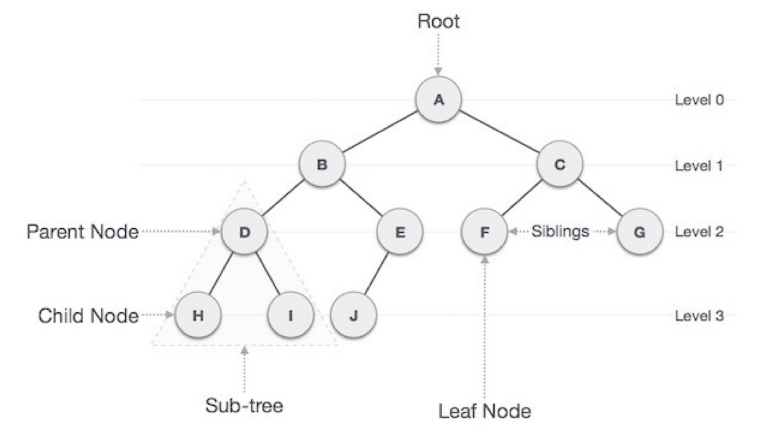 Root
A
Level 0
B
C
Level 1
Parent Node
D
E
F
Siblings
G
Level 2
Child Node
H
I
J
Level 3
Sub-tree
Leaf Node